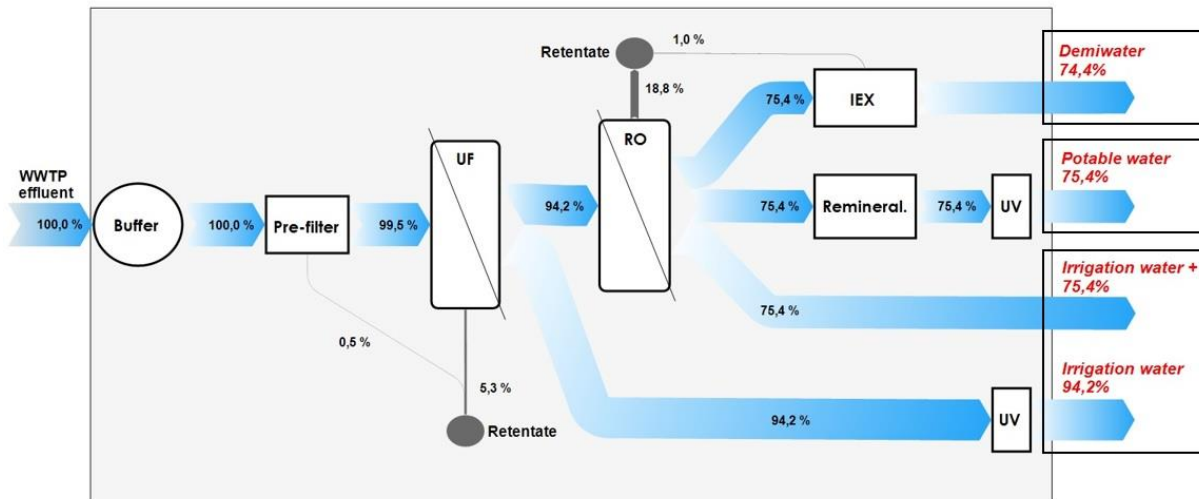 Retentate
1,0 %
Demiwater
74,4%
75,4 %
IEX
18,8 %
RO
UF
WWTP
effluent
100,0 %
Buffer
100,0 %
Pre-filter
99,5 %
94,2 %
75,4 %
Remineral.
75,4 %
UV
Potable water
75,4%
Irrigation water +
75,4%
75,4 %
0,5 %
5,3 %
Retentate
94,2 %
UV
Irrigation water
94,2%